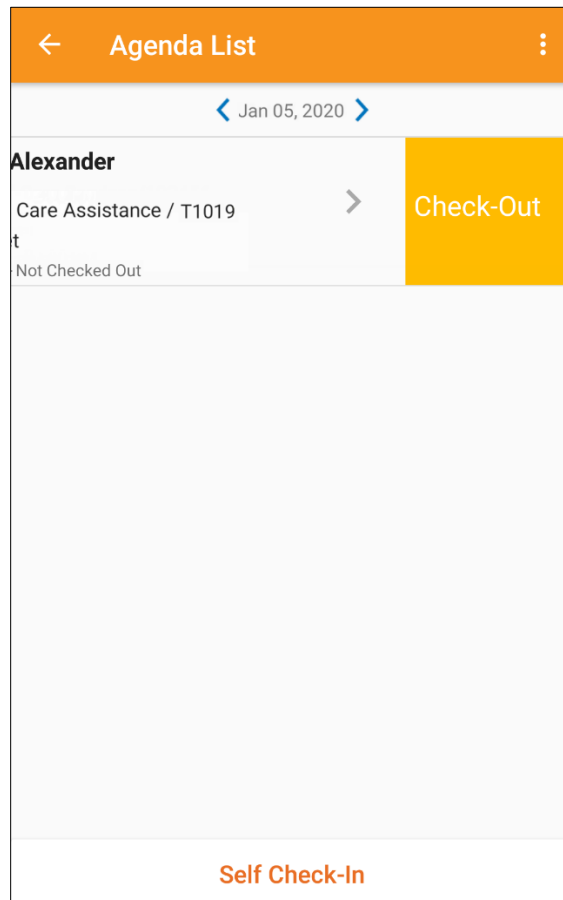 Agenda List
Jan 05, 2020
Alexander
Care Assistance / T1019
t
Not Checked Out
Check-Out
Self Check-In